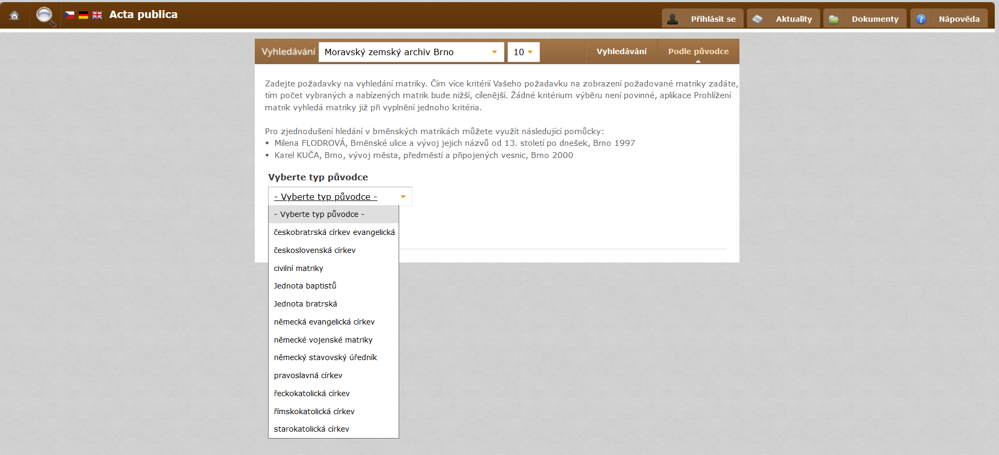 Acta publica
Přihlásit se
Aktuality
Dokumenty
Nápověda
Vyhledávání
Moravský zemský archiv Brno
10
Vyhledávání
Podle původce
Zadejte požadavky na vyhledání matriky. Čím více kritérií Vašeho požadavku na zobrazení požadované matriky zadáte,
tím počet vybraných a nabízených matrik bude nižší, cílenější. Žádné kritérium výběru není povinné, aplikace Prohlížení
matrik vyhledá matriky již při vyplnění jednoho kritéria.
Pro zjednodušení hledání v brněnských matrikách můžete využít následující pomůcky:
• Milena FLODROVÁ, Brněnské ulice a vývoj jejich názvů od 13. století po dnešek, Brno 1997
• Karel KUČA, Brno, vývoj města, předměstí a připojených vesnic, Brno 2000
Vyberte typ původce
- Vyberte typ původce -
- Vyberte typ původce -
českobratrská církev evangelická
československá církev
civilní matriky
Jednota baptistů
Jednota bratrská
německá evangelická církev
německé vojenské matriky
německý stavovský úředník
pravoslavná církev
řeckokatolická církev
římskokatolická církev
starokatolická církev